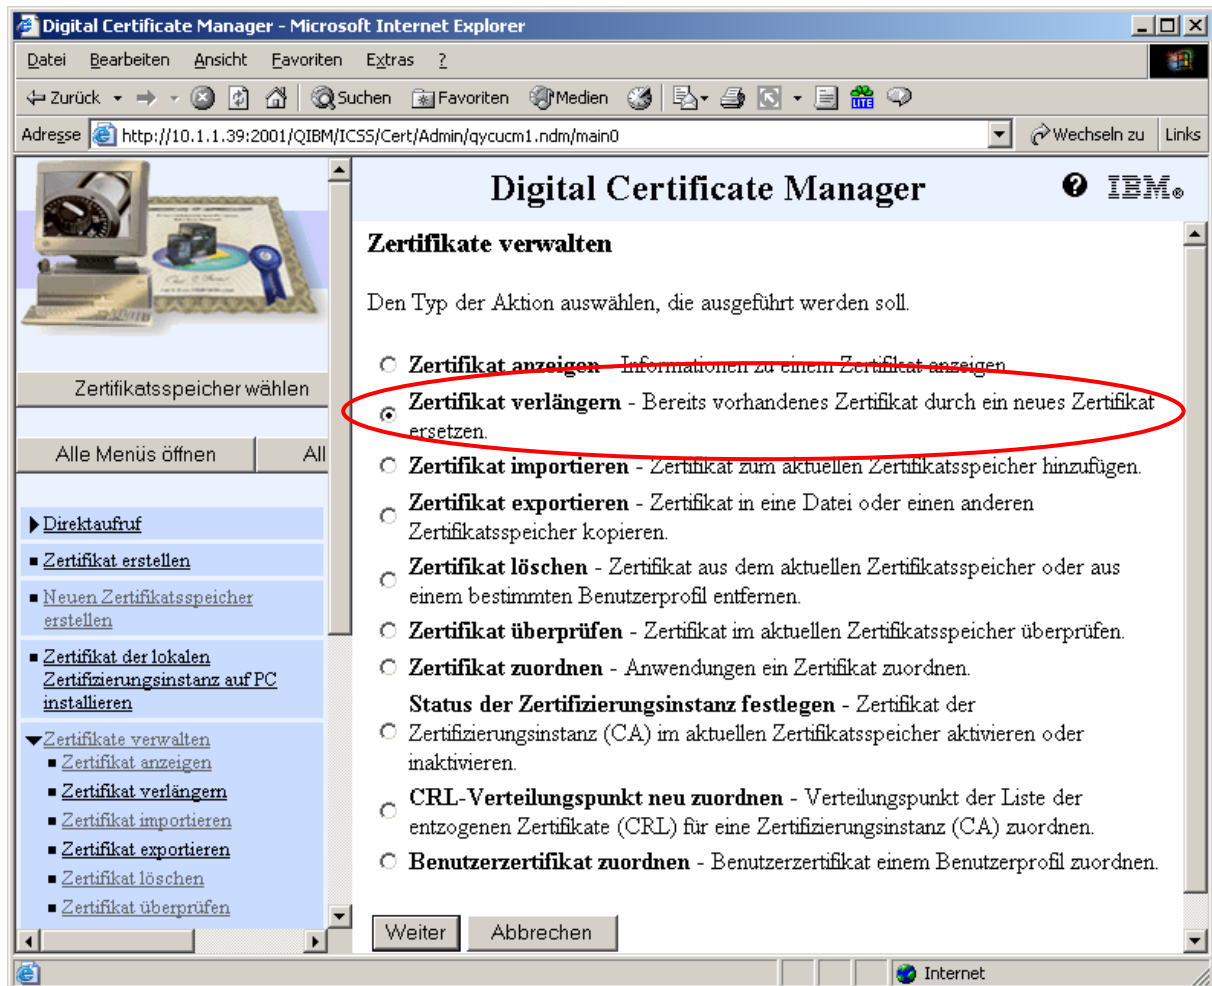 Digital Certificate Manager - Microsoft Internet Explorer
Datei Bearbeiten Ansicht Favoriten Extras ?
Zurück Suchen Favoriten Medien
Adresse http://10.1.1.39:2001/QIBM/ICSS/Cert/Admin/qycucm1.ndm/main0 Wechseln zu Links
Digital Certificate Manager
IBM®
Zertifikatsspeicher wählen
Alle Menüs öffnen
All
Direktaufruf
Zertifikat erstellen
Neuen Zertifikatsspeicher
erstellen
Zertifikat der lokalen
Zertifizierungsinstanz auf PC
installieren
Zertifikate verwalten
Zertifikat anzeigen
Zertifikat verlängern
Zertifikat importieren
Zertifikat exportieren
Zertifikat löschen
Zertifikat überprüfen
Zertifikate verwalten
Den Typ der Aktion auswählen, die ausgeführt werden soll.
Zertifikat anzeigen - Informationen zu einem Zertifikat anzeigen.
Zertifikat verlängern - Bereits vorhandenes Zertifikat durch ein neues Zertifikat
ersetzen.
Zertifikat importieren - Zertifikat zum aktuellen Zertifikatsspeicher hinzufügen.
Zertifikat exportieren - Zertifikat in eine Datei oder einen anderen
Zertifikatsspeicher kopieren.
Zertifikat löschen - Zertifikat aus dem aktuellen Zertifikatsspeicher oder aus
einem bestimmten Benutzerprofil entfernen.
Zertifikat überprüfen - Zertifikat im aktuellen Zertifikatsspeicher überprüfen.
Zertifikat zuordnen - Anwendungen ein Zertifikat zuordnen.
Status der Zertifizierungsinstanz festlegen - Zertifikat der
Zertifizierungsinstanz (CA) im aktuellen Zertifikatsspeicher aktivieren oder
inaktivieren.
CRL-Verteilungspunkt neu zuordnen - Verteilungspunkt der Liste der
entzogenen Zertifikate (CRL) für eine Zertifizierungsinstanz (CA) zuordnen.
Benutzerzertifikat zuordnen - Benutzerzertifikat einem Benutzerprofil zuordnen.
Weiter
Abbrechen
Internet